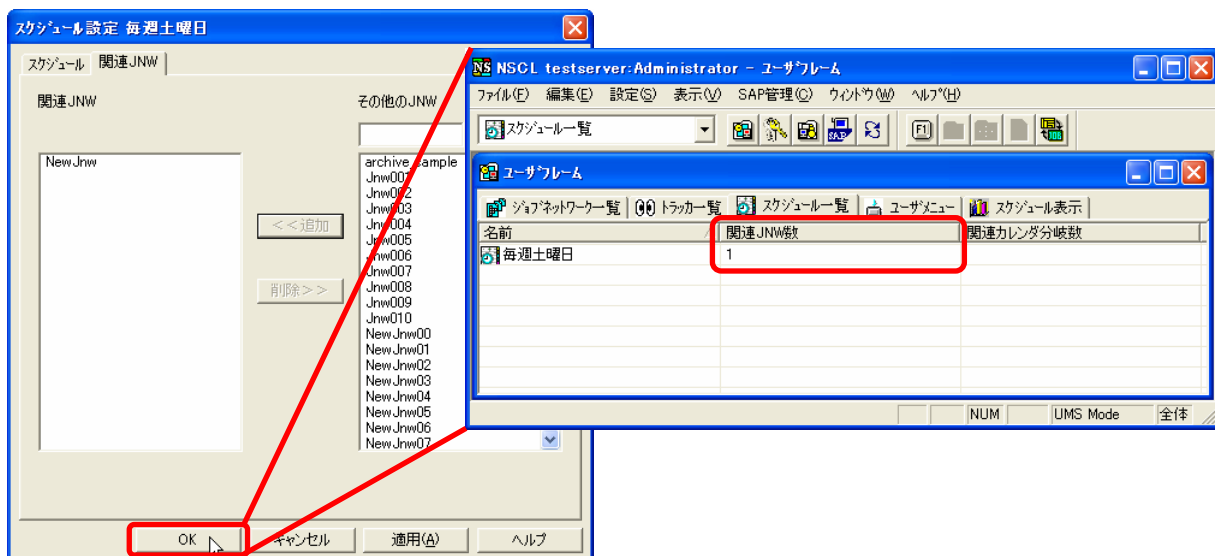 スケジュール設定 毎週土曜日
スケジュール 関連JNW
関連JNW
その他のJNW
NewJnw
<<追加
削除>>
archive_sample
Jnw001
Jnw002
Jnw003
Jnw004
Jnw005
Jnw006
Jnw007
Jnw008
Jnw009
Jnw010
NewJnw00
NewJnw01
NewJnw02
NewJnw03
NewJnw04
NewJnw05
NewJnw06
NewJnw07
OK キャンセル 適用(A) ヘルプ
NS NSCL testserver:Administrator - ユーザフレーム
ファイル(F) 編集(E) 設定(S) 表示(V) SAP管理(C) ウィンドウ(W) ヘルプ(H)
スケジュール一覧 SAP F1 JOB
ユーザフレーム
ジョブネットワーク一覧 トラッカ一覧 スケジュール一覧 ユーザメニュー スケジュール表示
名前 関連JNW数 関連カレンダ分岐数
毎週土曜日 1
NUM UMS Mode 全体